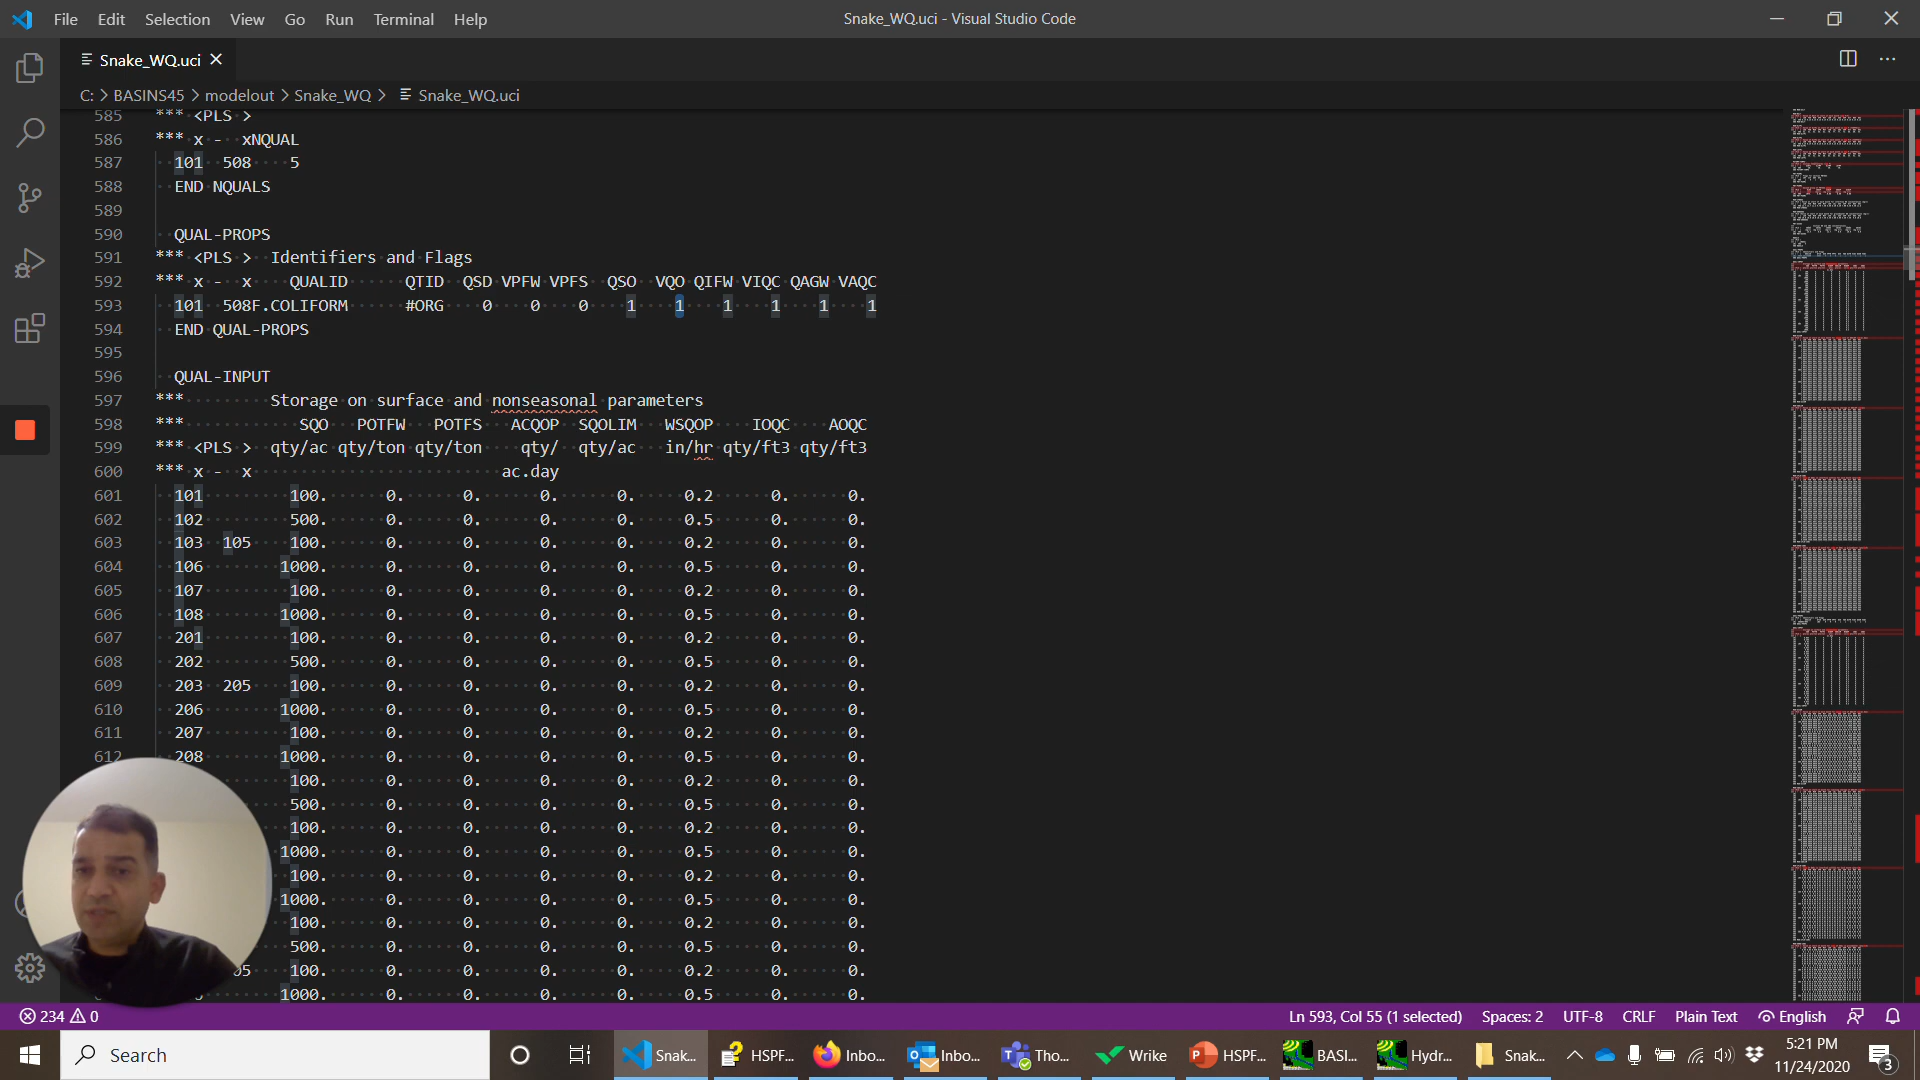 File Edit Selection View Go Run Terminal Help
Snake_WQ.uci - Visual Studio Code
Snake_WQ.uci
C: > BASINS45 > modelout > Snake_WQ > Snake_WQ.uci
585 *** <PLS >
586 *** x - xNQUAL
587 101 508 5
588 END NQUALS
589
590 QUAL-PROPS
591 *** <PLS > Identifiers and Flags
592 *** x - x QUALID QTID QSD VPFW VPFS QSO VQO QIFW VIQC QAGW VAQC
593 101 508F.COLIFORM #ORG 0 0 0 1 1 1 1 1 1
594 END QUAL-PROPS
595
596 QUAL-INPUT
597 *** Storage on surface and nonseasonal parameters
598 *** SQO POTFW POTFS ACQOP SQOLIM WSQOP IOQC AOQC
599 *** <PLS > qty/ac qty/ton qty/ton qty/ qty/ac in/hr qty/ft3 qty/ft3
600 *** x - x ac.day
601 101 100. 0. 0. 0. 0. 0.2 0. 0.
602 102 500. 0. 0. 0. 0. 0.5 0. 0.
603 103 105 100. 0. 0. 0. 0. 0.2 0. 0.
604 106 1000. 0. 0. 0. 0. 0.5 0. 0.
605 107 100. 0. 0. 0. 0. 0.2 0. 0.
606 108 1000. 0. 0. 0. 0. 0.5 0. 0.
607 201 100. 0. 0. 0. 0. 0.2 0. 0.
608 202 500. 0. 0. 0. 0. 0.5 0. 0.
609 203 205 100. 0. 0. 0. 0. 0.2 0. 0.
610 206 1000. 0. 0. 0. 0. 0.5 0. 0.
611 207 100. 0. 0. 0. 0. 0.2 0. 0.
612 208 1000. 0. 0. 0. 0. 0.5 0. 0.
100. 0. 0. 0. 0. 0.2 0. 0.
500. 0. 0. 0. 0. 0.5 0. 0.
100. 0. 0. 0. 0. 0.2 0. 0.
1000. 0. 0. 0. 0. 0.5 0. 0.
100. 0. 0. 0. 0. 0.2 0. 0.
1000. 0. 0. 0. 0. 0.5 0. 0.
100. 0. 0. 0. 0. 0.2 0. 0.
500. 0. 0. 0. 0. 0.5 0. 0.
05 100. 0. 0. 0. 0. 0.2 0. 0.
1000. 0. 0. 0. 0. 0.5 0. 0.
234 0 Ln 593, Col 55 (1 selected) Spaces: 2 UTF-8 CRLF Plain Text English
Search Snak... HSPF... Inbo... Inbo... Tho... Wrike HSPF... BASI... Hydr... Snak... 5:21 PM
11/24/2020 3